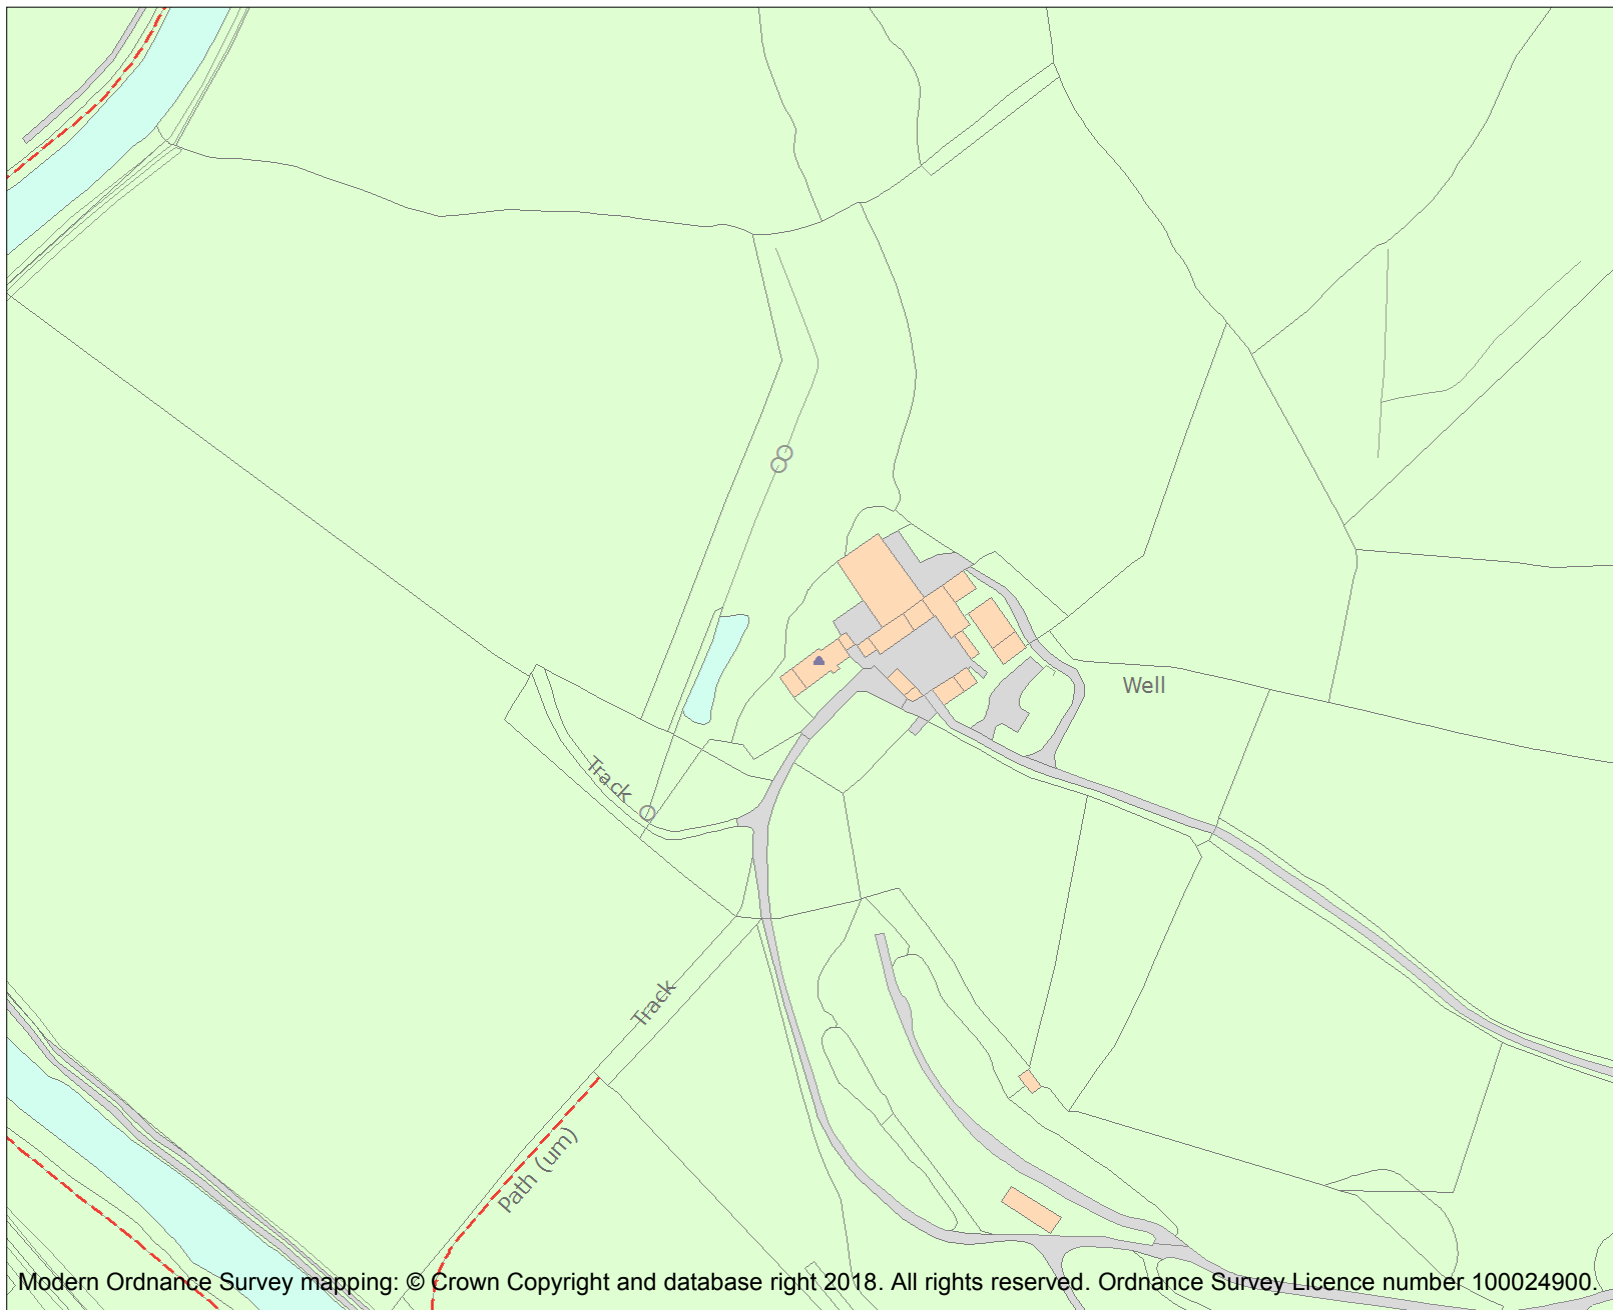 Well
Track
Track
Path (um)
Modern Ordnance Survey mapping: © Crown Copyright and database right 2018. All rights reserved. Ordnance Survey Licence number 100024900.